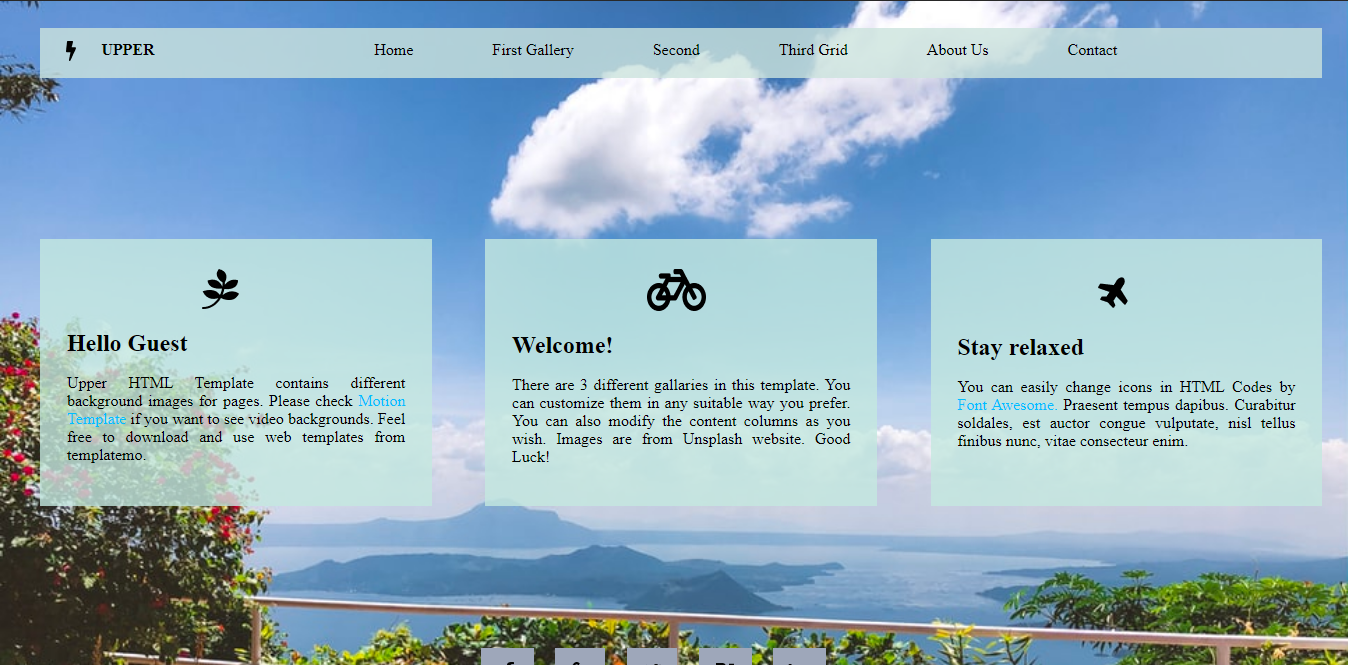 UPPER
Home
First Gallery
Second
Third Grid
About Us
Contact
Hello Guest
Upper HTML Template contains different
background images for pages. Please check Motion
Template if you want to see video backgrounds. Feel
free to download and use web templates from
templatemo.
Welcome!
There are 3 different gallaries in this template. You
can customize them in any suitable way you prefer.
You can also modify the content columns as you
wish. Images are from Unsplash website. Good
Luck!
Stay relaxed
You can easily change icons in HTML Codes by
Font Awesome. Praesent tempus dapibus. Curabitur
soldales, est auctor congue vulputate, nisl tellus
finibus nunc, vitae consecteur enim.